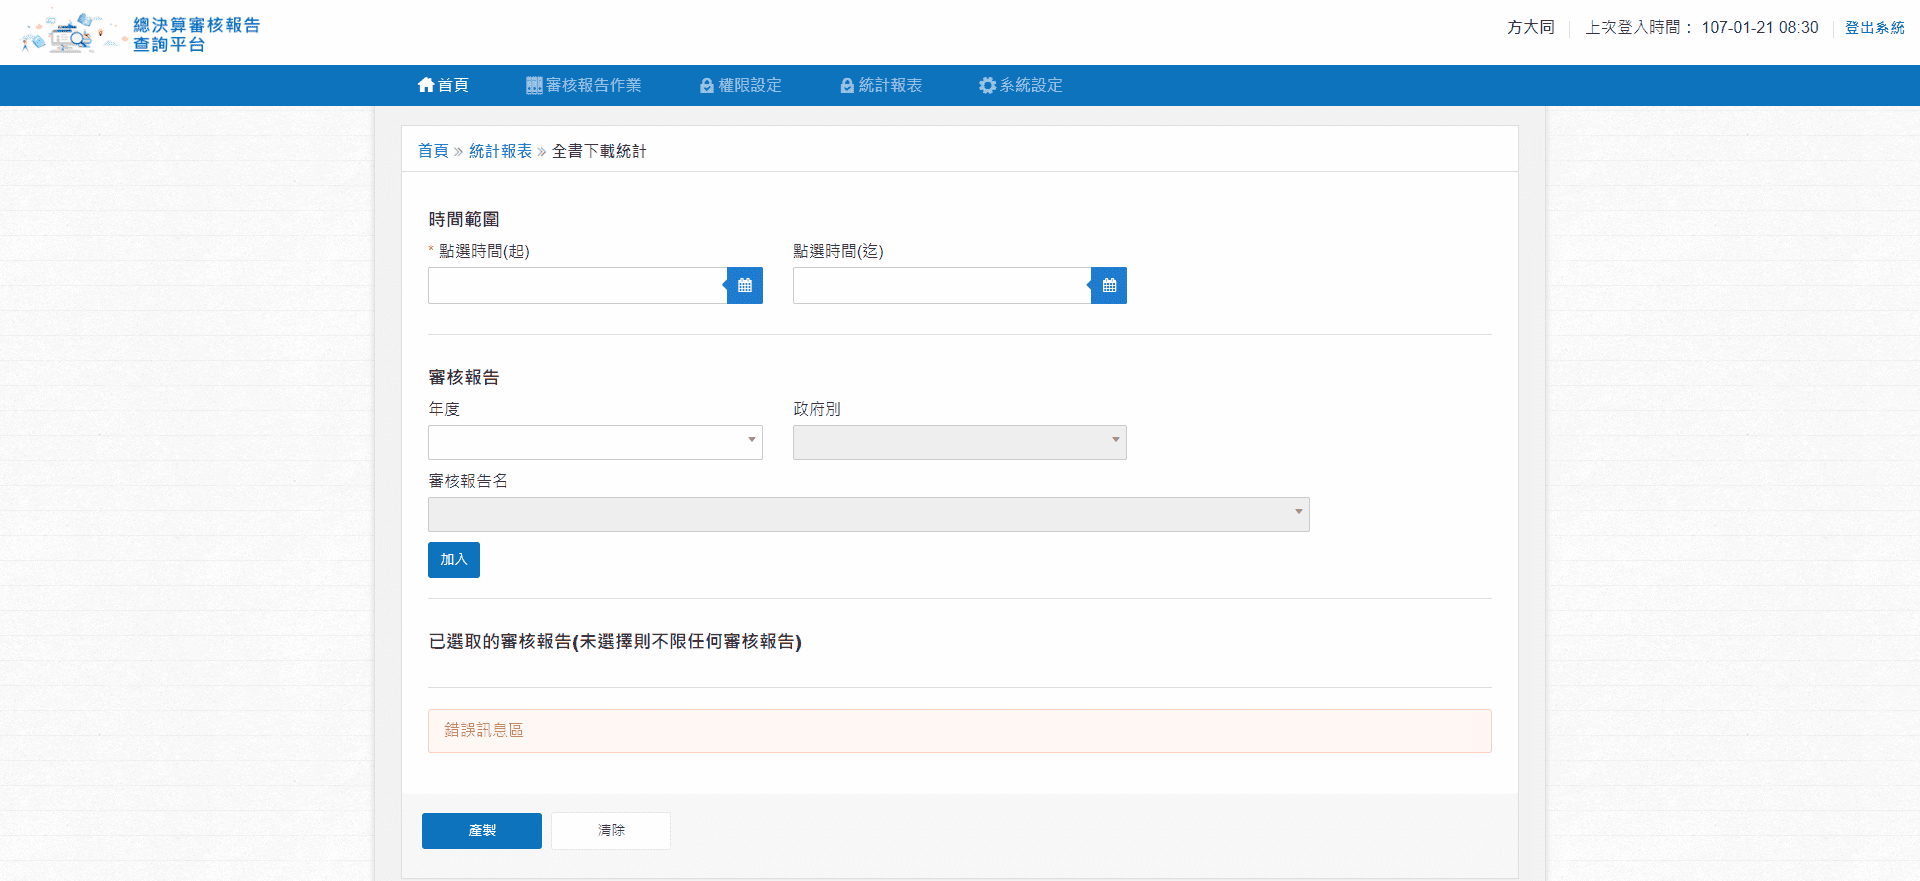 總決算審核報告
查詢平台
方大同 上次登入時間： 107-01-21 08:30 登出系統
首頁 審核報告作業 權限設定 統計報表 系統設定
首頁 » 統計報表 » 全書下載統計
時間範圍
* 點選時間(起) 點選時間(迄)
審核報告
年度 政府別
審核報告名
加入
已選取的審核報告(未選擇則不限任何審核報告)
錯誤訊息區
產製 清除